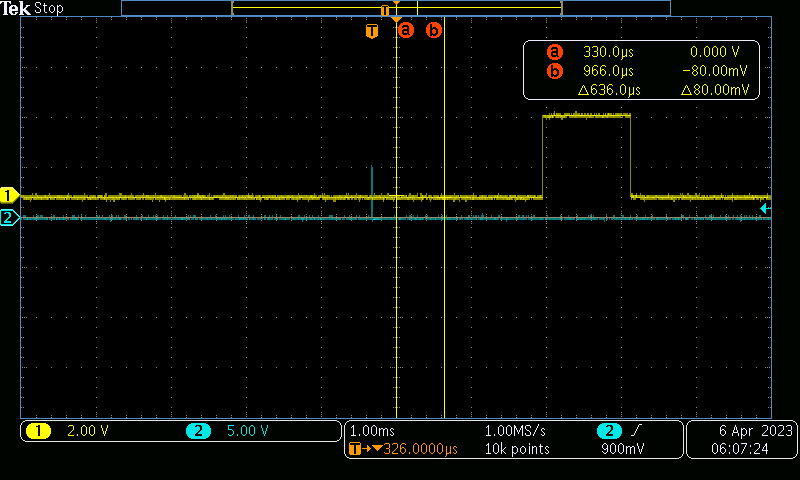 Tek Stop
T
T a b
a 330.0µs 0.000 V
b 966.0µs −80.00mV
△636.0µs △80.00mV
1
2
1 2.00 V 2 5.00 V
1.00ms 1.00MS/s 2
T→▼326.0000µs 10k points 900mV
6 Apr 2023
06:07:24